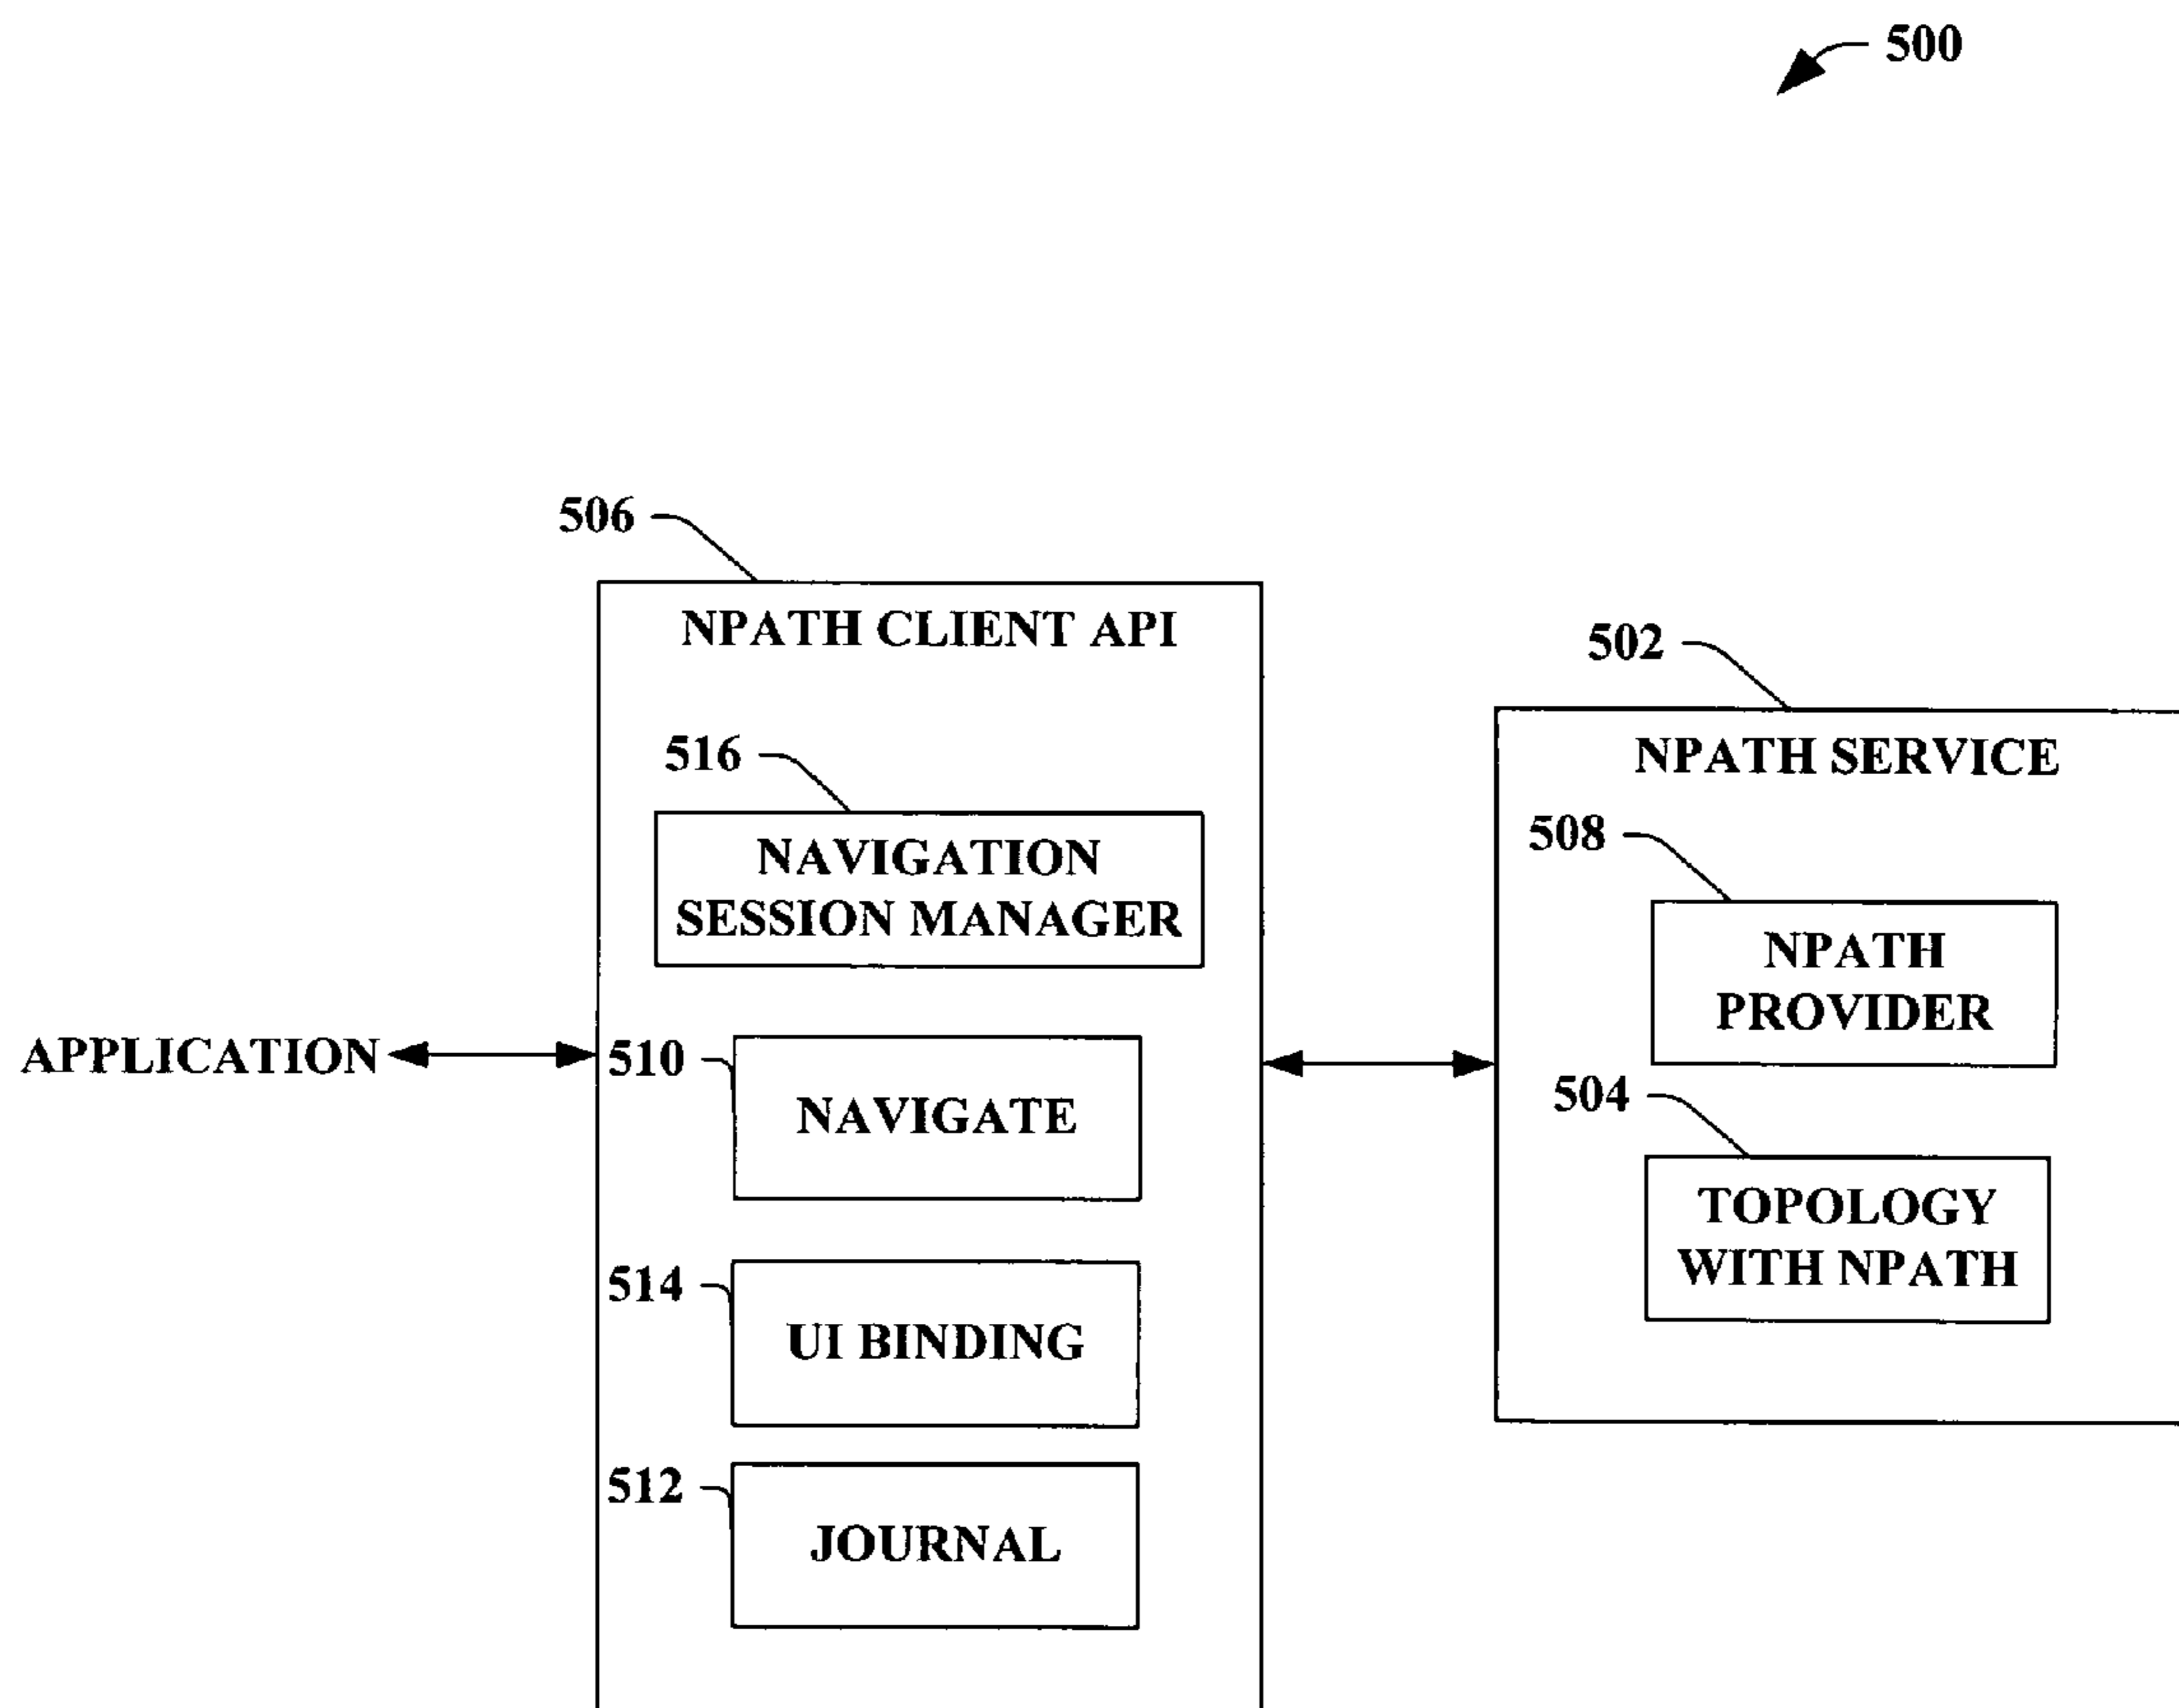 500
506
NPATH CLIENT API
502
NPATH SERVICE
516
NAVIGATION
SESSION MANAGER
508
NPATH
PROVIDER
APPLICATION
510
NAVIGATE
504
TOPOLOGY
WITH NPATH
514
UI BINDING
512
JOURNAL